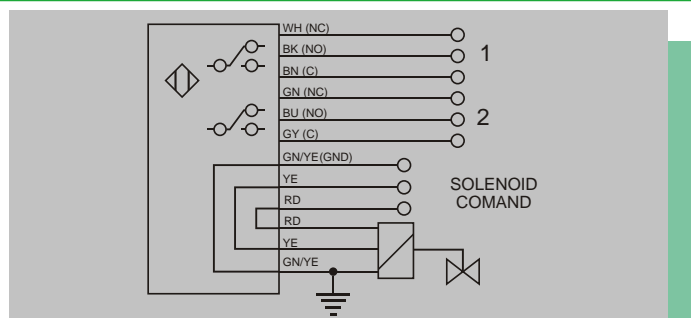 WH (NC)
BK (NO)
1
BN (C)
GN (NC)
BU (NO)
2
GY (C)
GN/YE(GND)
YE
SOLENOID
COMAND
RD
RD
YE
GN/YE